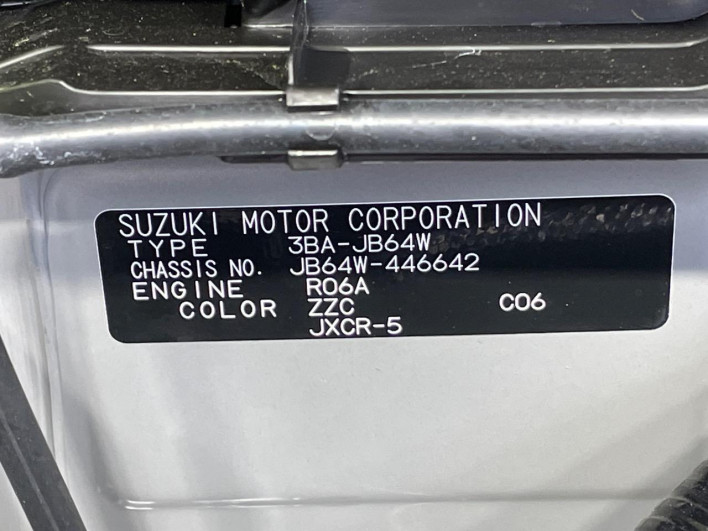 SUZUKI MOTOR CORPORATION
TYPE 3BA-JB64W
CHASSIS NO. JB64W-446642
ENGINE R06A
COLOR ZZC C06
JXCR-5